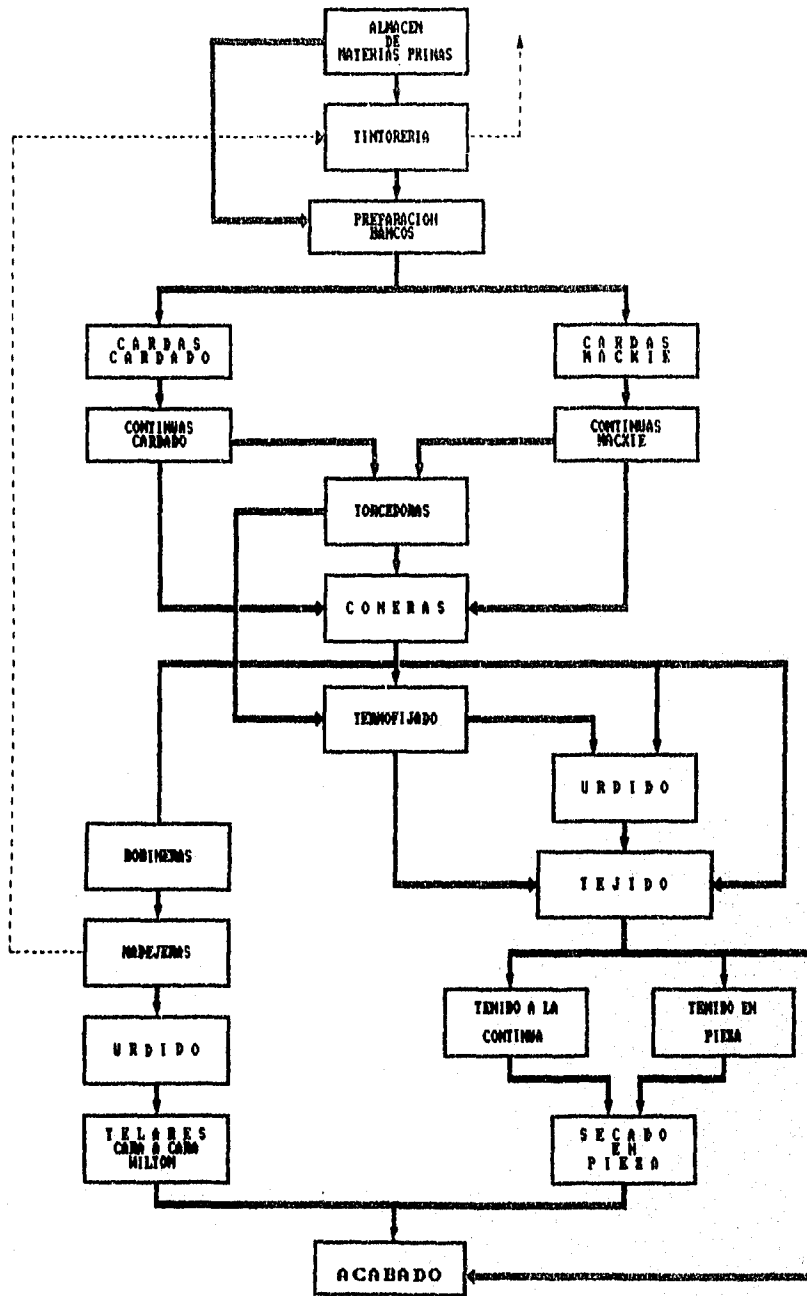 ALMACEN
DE
MATERIAS PRIMAS
TINTORERIA
PREPARACION
BANCOS
CARDAS
CARDADO
CARDAS
MACKIE
CONTINUAS
CARDADO
CONTINUAS
MACKIE
TORCEDORAS
CONERAS
TERMOFIJADO
URDIDO
BOBINERAS
TEJIDO
MADEJERAS
TEÑIDO A LA
CONTINUA
TEÑIDO EN
PIEZA
URDIDO
TELARES
CARA A CARA
WILTON
SECADO
EN
PIEZA
ACABADO